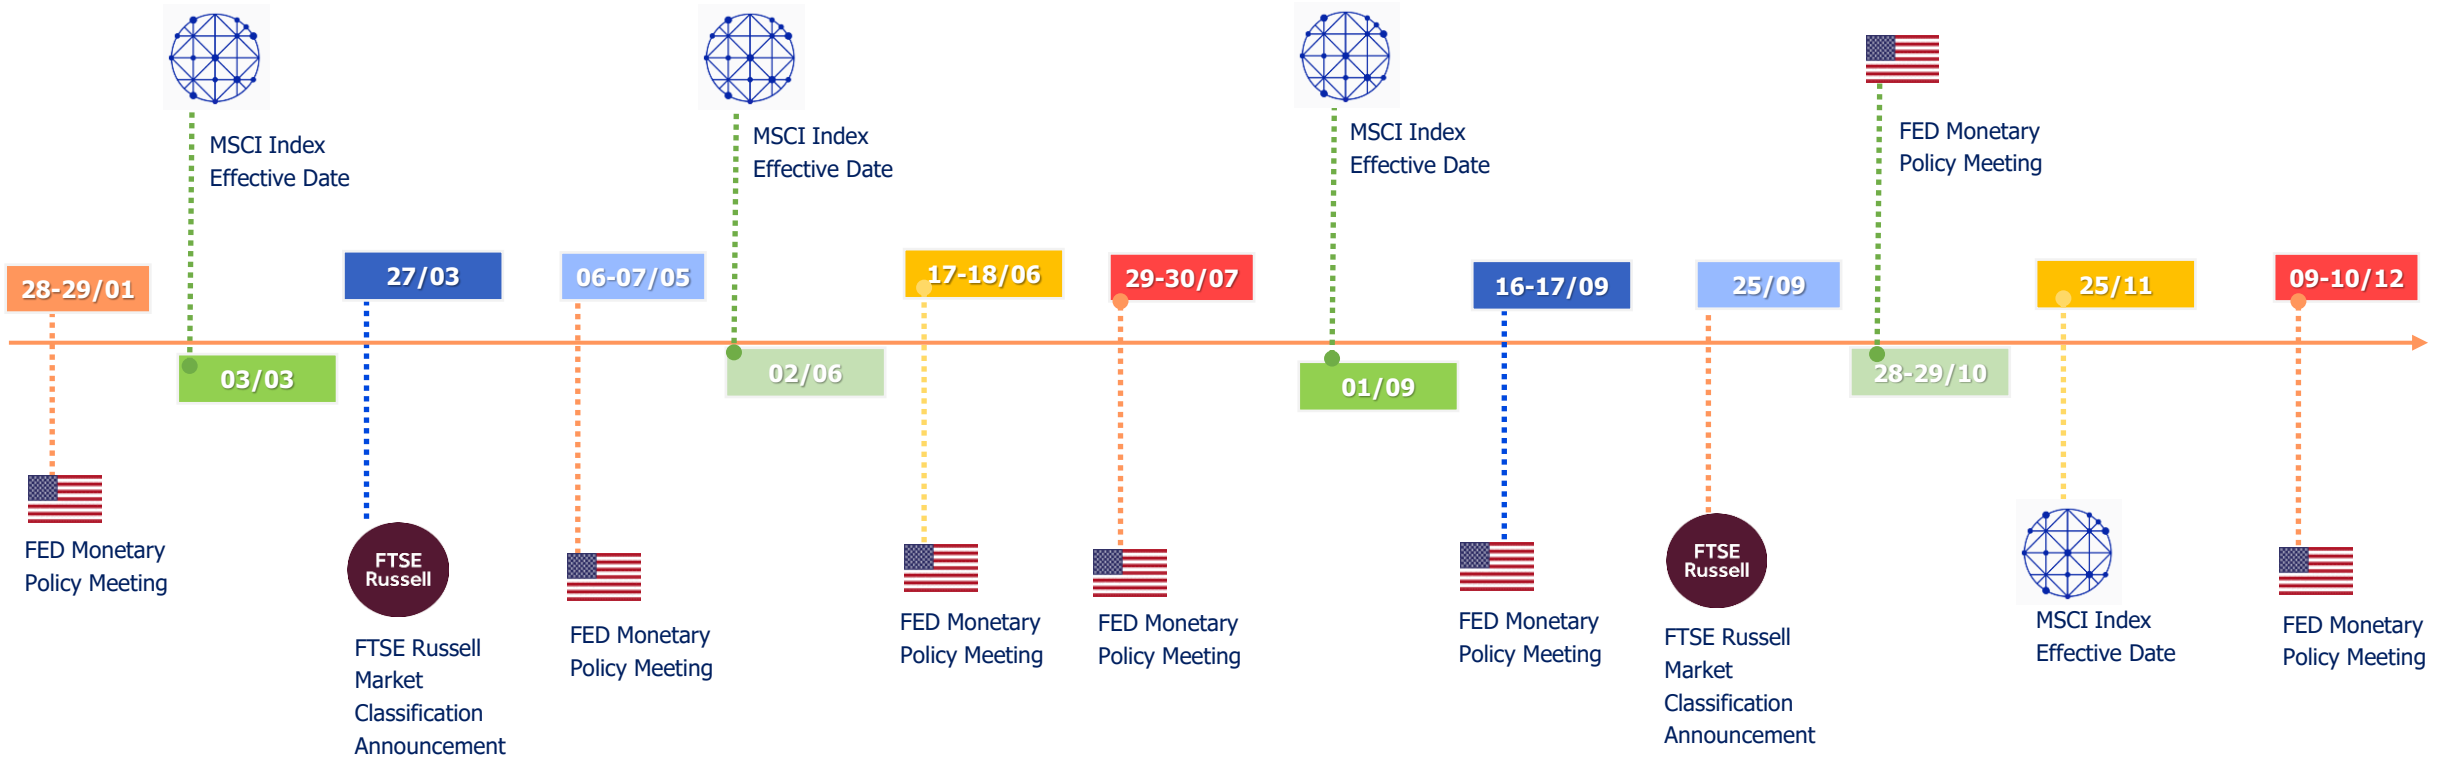 MSCI Index
Effective Date
MSCI Index
Effective Date
MSCI Index
Effective Date
FED Monetary
Policy Meeting
28-29/01
03/03
27/03
06-07/05
02/06
17-18/06
29-30/07
01/09
16-17/09
25/09
28-29/10
25/11
09-10/12
FED Monetary
Policy Meeting
FTSE
Russell
FTSE Russell
Market
Classification
Announcement
FED Monetary
Policy Meeting
FED Monetary
Policy Meeting
FED Monetary
Policy Meeting
FED Monetary
Policy Meeting
FTSE
Russell
FTSE Russell
Market
Classification
Announcement
MSCI Index
Effective Date
FED Monetary
Policy Meeting